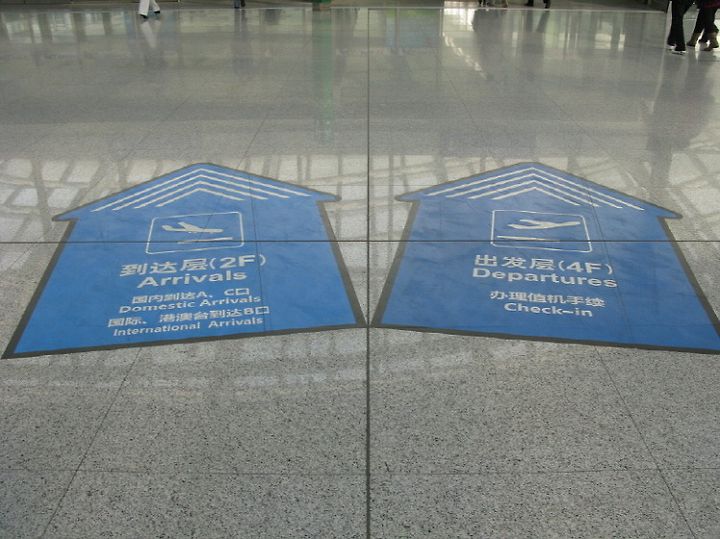 到达层(2F)
Arrivals
国内到达A、C口
Domestic Arrivals
国际、港澳台到达B口
International Arrivals
出发层(4F)
Departures
办理值机手续
Check-in